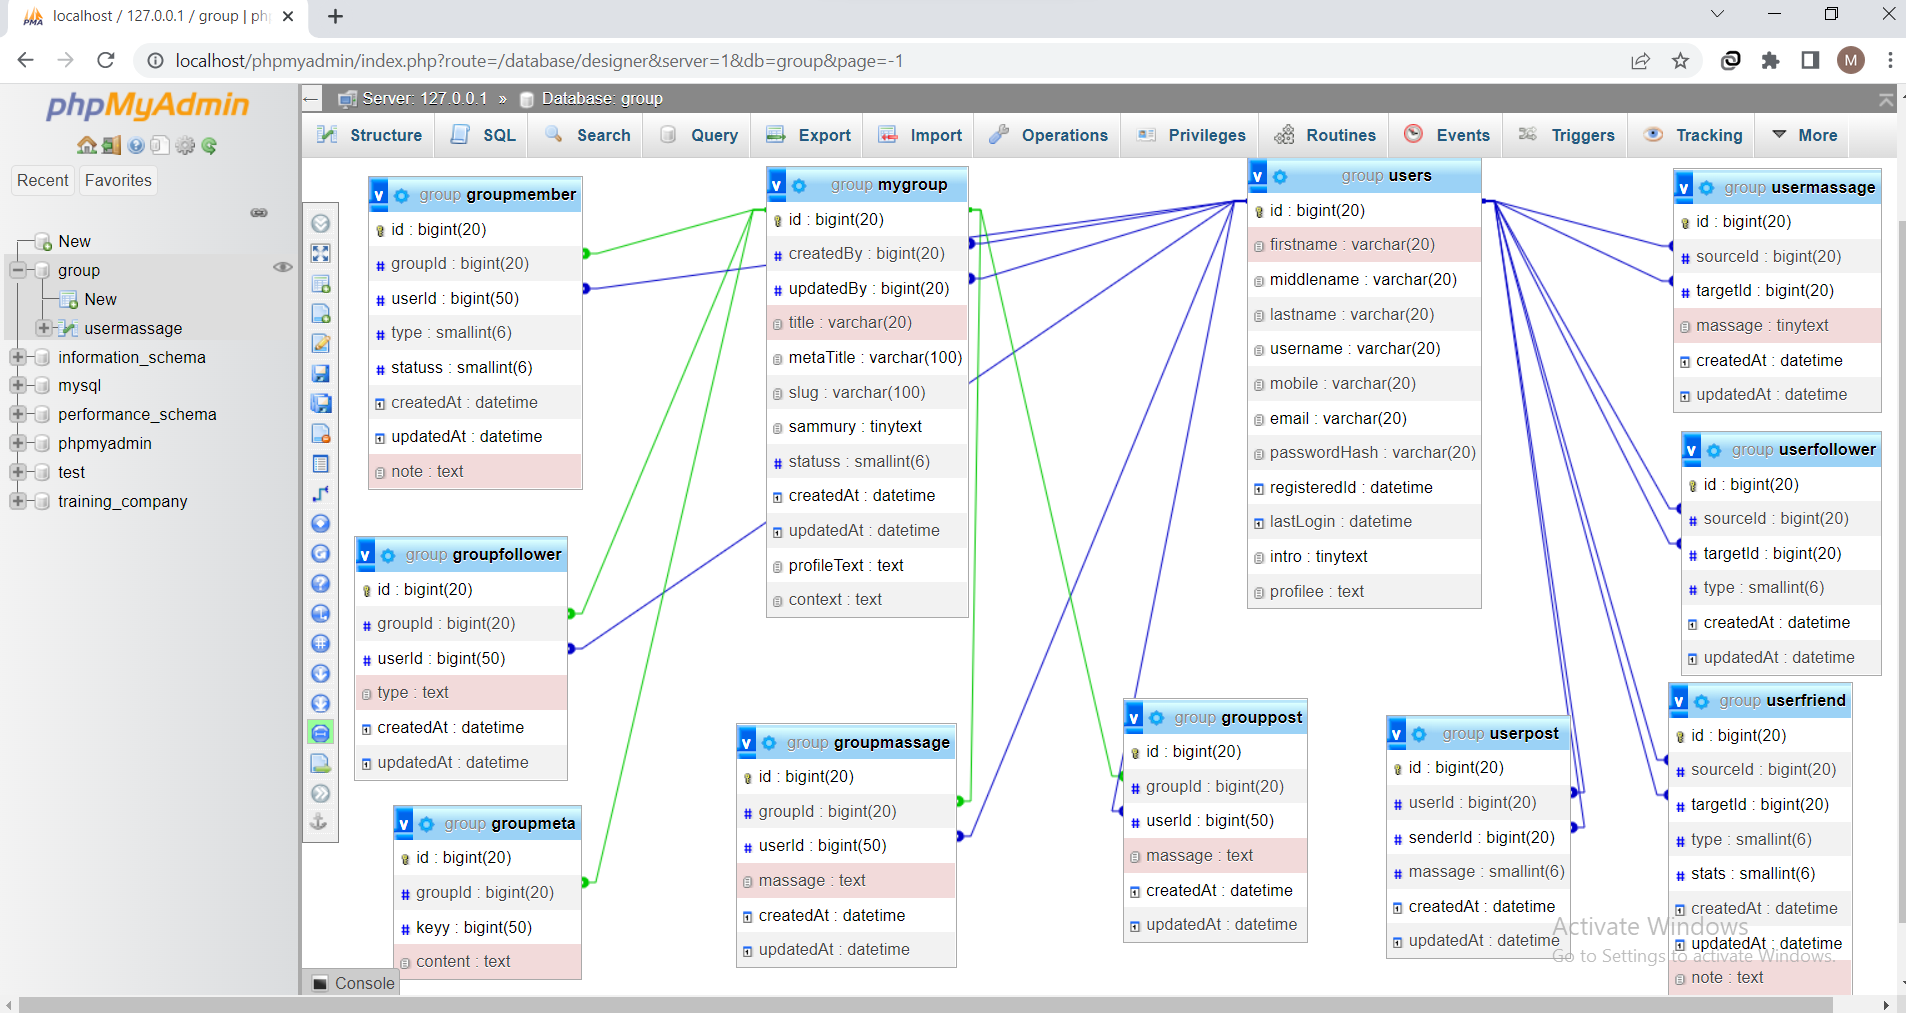 localhost / 127.0.0.1 / group | ph
localhost/phpmyadmin/index.php?route=/database/designer&server=1&db=group&page=-1
M
phpMyAdmin
Recent
Favorites
New
group
New
usermassage
information_schema
mysql
performance_schema
phpmyadmin
test
training_company
Server: 127.0.0.1 » Database: group
Structure
SQL
Search
Query
Export
Import
Operations
Privileges
Routines
Events
Triggers
Tracking
More
v group groupmember
id : bigint(20)
groupId : bigint(20)
userId : bigint(50)
type : smallint(6)
statuss : smallint(6)
createdAt : datetime
updatedAt : datetime
note : text
v group groupfollower
id : bigint(20)
groupId : bigint(20)
userId : bigint(50)
type : text
createdAt : datetime
updatedAt : datetime
v group groupmeta
id : bigint(20)
groupId : bigint(20)
keyy : bigint(50)
content : text
v group mygroup
id : bigint(20)
createdBy : bigint(20)
updatedBy : bigint(20)
title : varchar(20)
metaTitle : varchar(100)
slug : varchar(100)
sammury : tinytext
statuss : smallint(6)
createdAt : datetime
updatedAt : datetime
profileText : text
context : text
v group groupmassage
id : bigint(20)
groupId : bigint(20)
userId : bigint(50)
massage : text
createdAt : datetime
updatedAt : datetime
v group users
id : bigint(20)
firstname : varchar(20)
middlename : varchar(20)
lastname : varchar(20)
username : varchar(20)
mobile : varchar(20)
email : varchar(20)
passwordHash : varchar(20)
registeredId : datetime
lastLogin : datetime
intro : tinytext
profilee : text
v group grouppost
id : bigint(20)
groupId : bigint(20)
userId : bigint(50)
massage : text
createdAt : datetime
updatedAt : datetime
v group userpost
id : bigint(20)
userId : bigint(20)
senderId : bigint(20)
massage : smallint(6)
createdAt : datetime
updatedAt : datetime
v group usermassage
id : bigint(20)
sourceId : bigint(20)
targetId : bigint(20)
massage : tinytext
createdAt : datetime
updatedAt : datetime
v group userfollower
id : bigint(20)
sourceId : bigint(20)
targetId : bigint(20)
type : smallint(6)
createdAt : datetime
updatedAt : datetime
v group userfriend
id : bigint(20)
sourceId : bigint(20)
targetId : bigint(20)
type : smallint(6)
stats : smallint(6)
createdAt : datetime
updatedAt : datetime
note : text
Activate Windows
Go to Settings to activate Windows.
Console